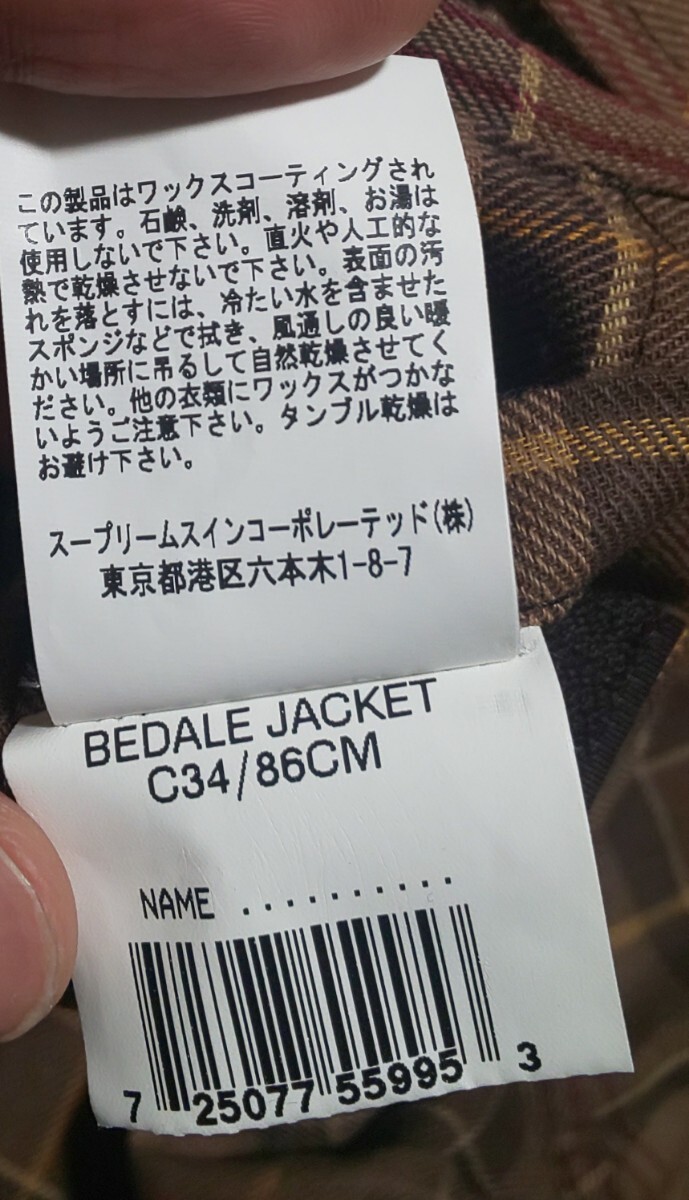 この製品はワックスコーティングされ
ています。石鹸、洗剤、溶剤、お湯は
使用しないで下さい。直火や人工的な
熱で乾燥させないで下さい。表面の汚
れを落とすには、冷たい水を含ませた
スポンジなどで拭き、風通しの良い暖
かい場所に吊るして自然乾燥させてく
ださい。他の衣類にワックスがつかな
いようご注意下さい。タンブル乾燥は
お避け下さい。
スープリームスインコーポレーテッド(株)
東京都港区六本木1-8-7
BEDALE JACKET
C34/86CM
NAME ..........
7 25077 55995 3